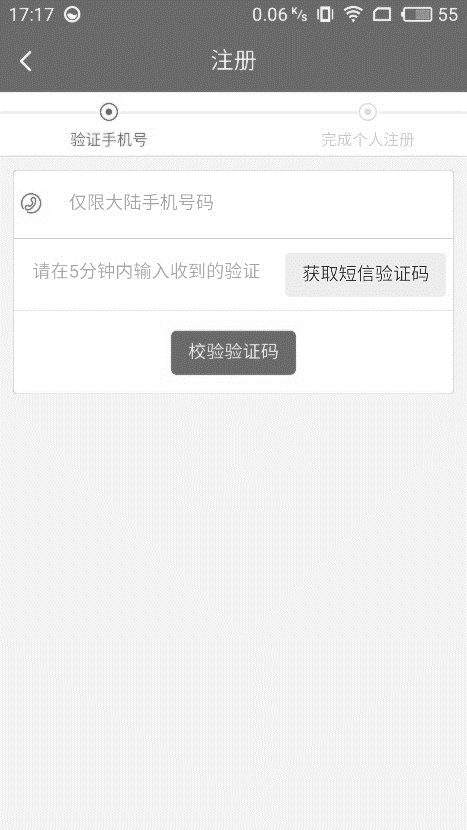 17:17 0.06 K/s 55
注册
验证手机号 完成个人注册
仅限大陆手机号码
请在5分钟内输入收到的验证 获取短信验证码
校验验证码